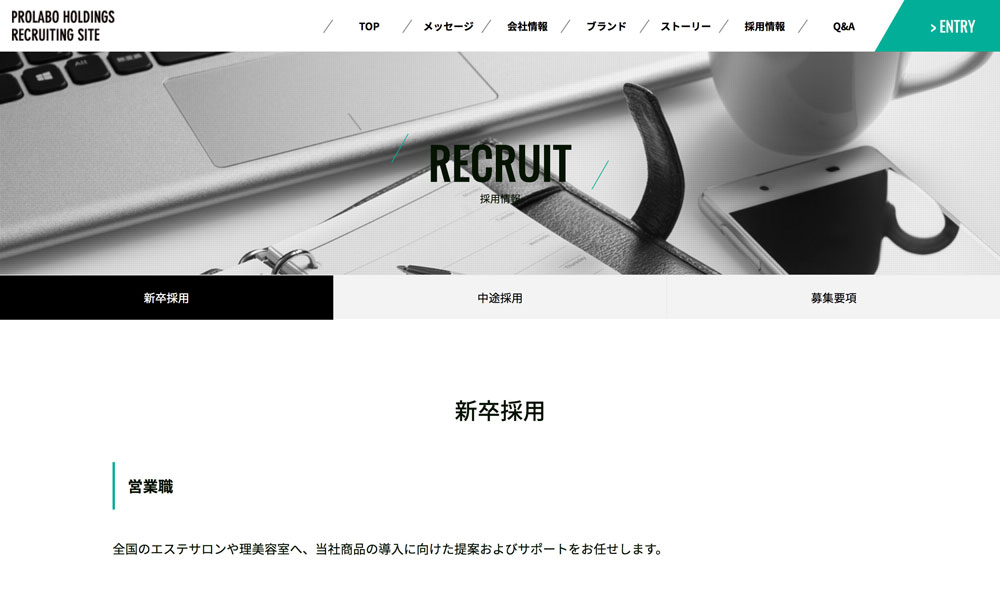 PROLABO HOLDINGS
RECRUITING SITE
TOP
メッセージ
会社情報
ブランド
ストーリー
採用情報
Q&A
> ENTRY
RECRUIT
採用情報
新卒採用
中途採用
募集要項
新卒採用
営業職
全国のエステサロンや理美容室へ、当社商品の導入に向けた提案およびサポートをお任せします。